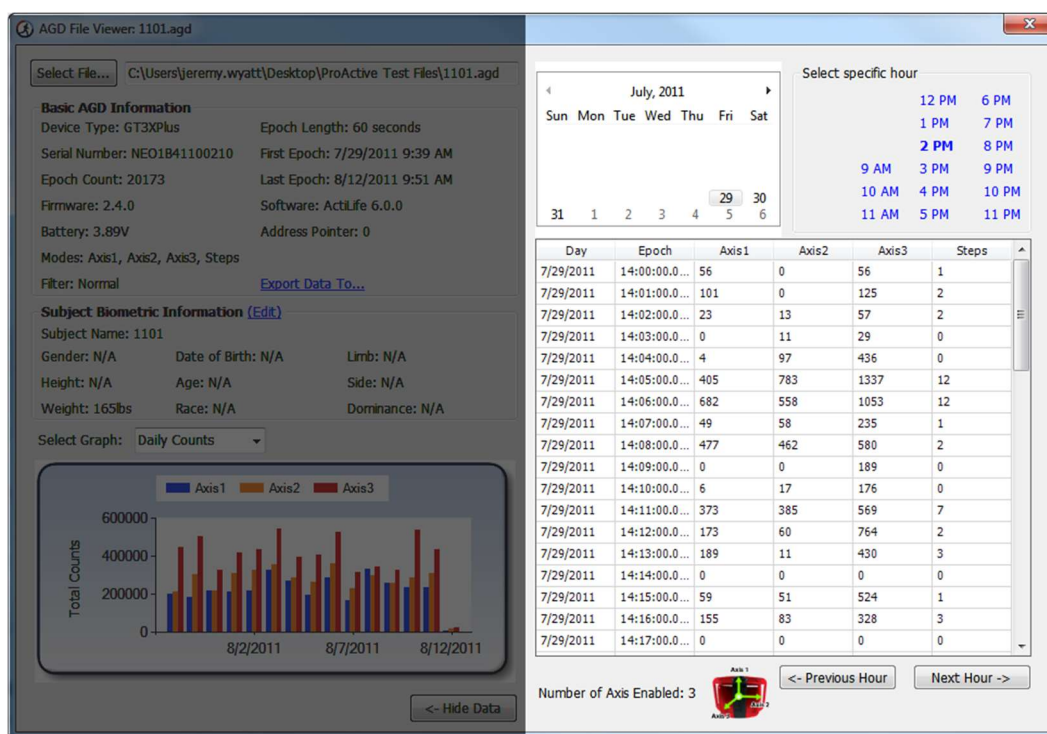 AGD File Viewer: 1101.agd
Select File... C:\Users\jeremy.wyatt\Desktop\ProActive Test Files\1101.agd
Basic AGD Information
Device Type: GT3XPlus Epoch Length: 60 seconds
Serial Number: NEO1B41100210 First Epoch: 7/29/2011 9:39 AM
Epoch Count: 20173 Last Epoch: 8/12/2011 9:51 AM
Firmware: 2.4.0 Software: ActiLife 6.0.0
Battery: 3.89V Address Pointer: 0
Modes: Axis1, Axis2, Axis3, Steps
Filter: Normal Export Data To...
Subject Biometric Information (Edit)
Subject Name: 1101
Gender: N/A Date of Birth: N/A Limb: N/A
Height: N/A Age: N/A Side: N/A
Weight: 165lbs Race: N/A Dominance: N/A
Select Graph: Daily Counts
Axis1 Axis2 Axis3
Total Counts
600000
400000
200000
0
8/2/2011 8/7/2011 8/12/2011
<- Hide Data
July, 2011
Sun Mon Tue Wed Thu Fri Sat
29 30
31 1 2 3 4 5 6
Select specific hour
12 PM 6 PM
1 PM 7 PM
2 PM 8 PM
9 AM 3 PM 9 PM
10 AM 4 PM 10 PM
11 AM 5 PM 11 PM
Day Epoch Axis1 Axis2 Axis3 Steps
7/29/2011 14:00:00.0... 56 0 56 1
7/29/2011 14:01:00.0... 101 0 125 2
7/29/2011 14:02:00.0... 23 13 57 2
7/29/2011 14:03:00.0... 0 11 29 0
7/29/2011 14:04:00.0... 4 97 436 0
7/29/2011 14:05:00.0... 405 783 1337 12
7/29/2011 14:06:00.0... 682 558 1053 12
7/29/2011 14:07:00.0... 49 58 235 1
7/29/2011 14:08:00.0... 477 462 580 2
7/29/2011 14:09:00.0... 0 0 189 0
7/29/2011 14:10:00.0... 6 17 176 0
7/29/2011 14:11:00.0... 373 385 569 7
7/29/2011 14:12:00.0... 173 60 764 2
7/29/2011 14:13:00.0... 189 11 430 3
7/29/2011 14:14:00.0... 0 0 0 0
7/29/2011 14:15:00.0... 59 51 524 1
7/29/2011 14:16:00.0... 155 83 328 3
7/29/2011 14:17:00.0... 0 0 0 0
Number of Axis Enabled: 3
Axis 1
Axis 2
Axis 3
<- Previous Hour Next Hour ->